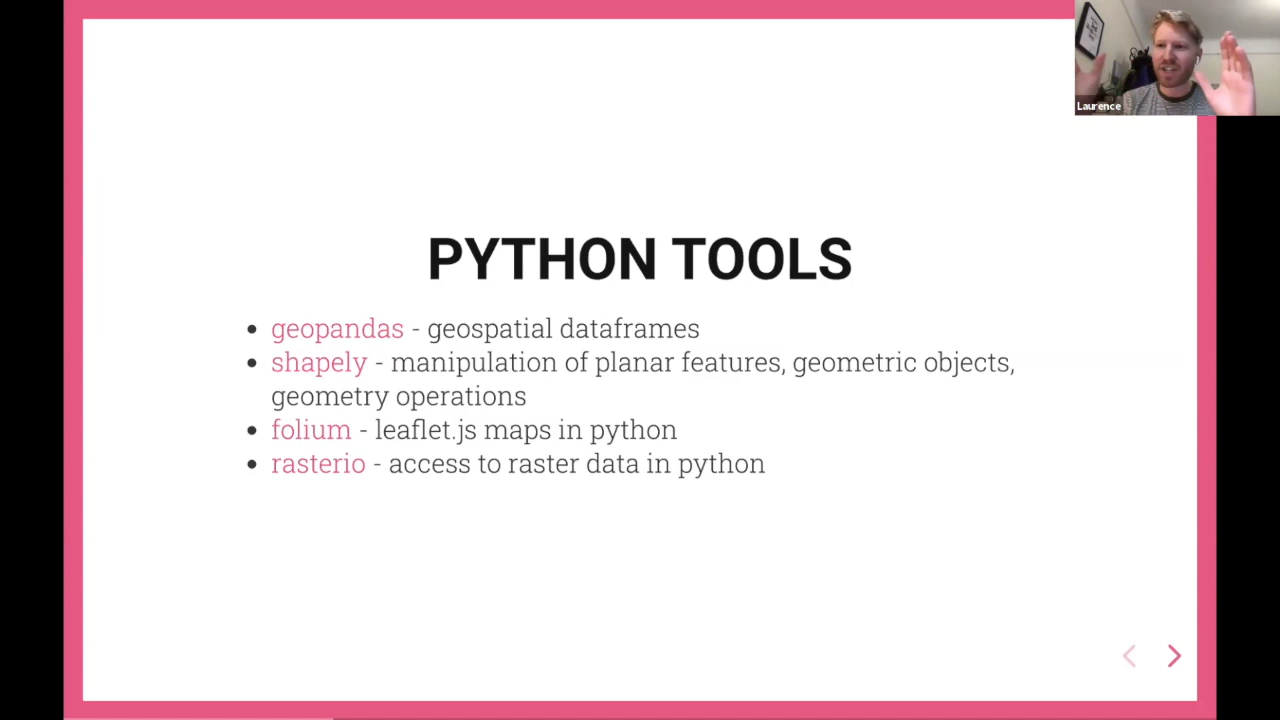 Laurence
PYTHON TOOLS
geopandas - geospatial dataframes
shapely - manipulation of planar features, geometric objects,
geometry operations
folium - leaflet.js maps in python
rasterio - access to raster data in python